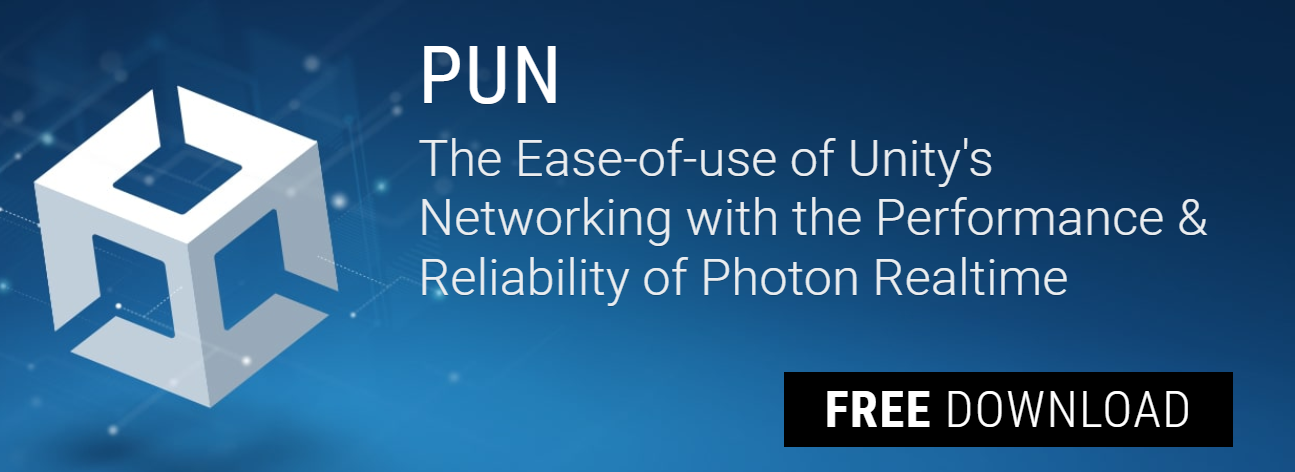 PUN
The Ease-of-use of Unity's
Networking with the Performance &
Reliability of Photon Realtime
FREE DOWNLOAD